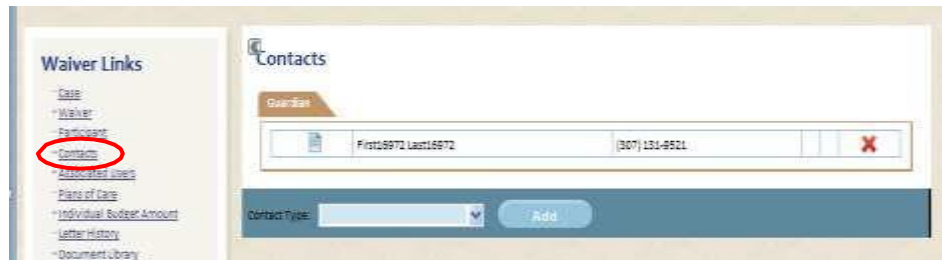 Waiver Links
Case
Waiver
Participant
Contacts
Associated Users
Plans of Care
Individual Budget Amount
Letter History
Document Library
Contacts
Guardian
First16972 Last16972 (307) 131-9521
Contact Type: Add